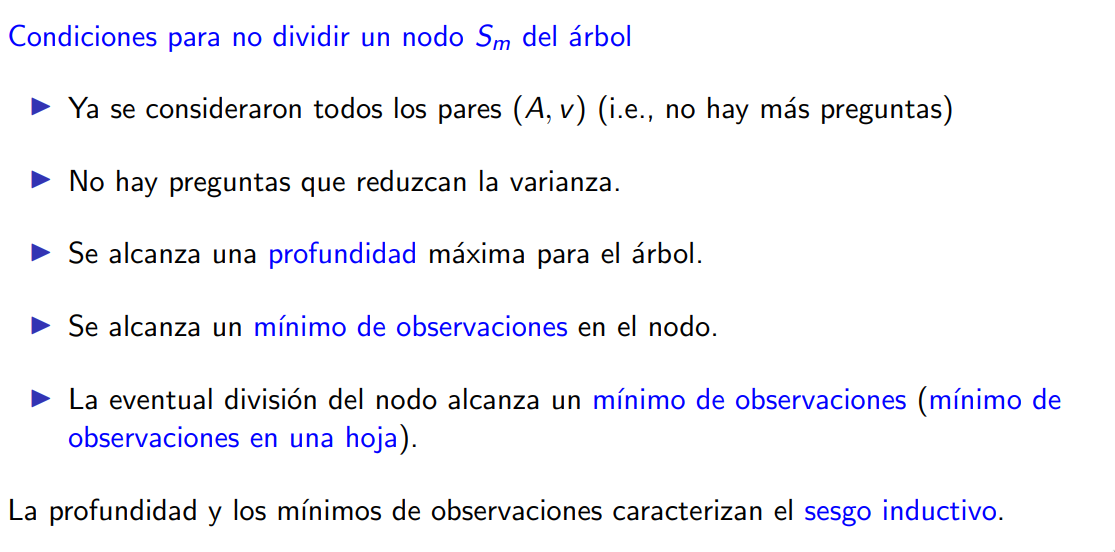 Condiciones para no dividir un nodo Sm del árbol
▶ Ya se consideraron todos los pares (A, v) (i.e., no hay más preguntas)
▶ No hay preguntas que reduzcan la varianza.
▶ Se alcanza una profundidad máxima para el árbol.
▶ Se alcanza un mínimo de observaciones en el nodo.
▶ La eventual división del nodo alcanza un mínimo de observaciones (mínimo de
observaciones en una hoja).
La profundidad y los mínimos de observaciones caracterizan el sesgo inductivo.